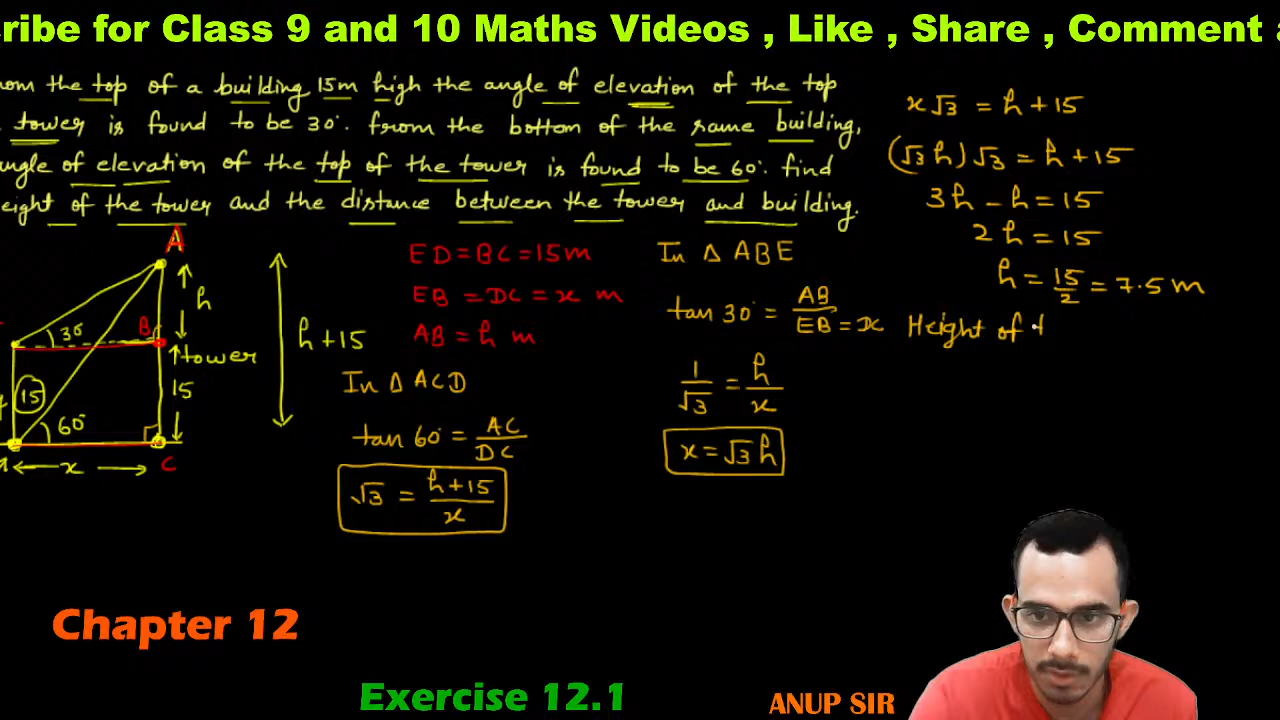 ribe for Class 9 and 10 Maths Videos , Like , Share , Comment
om the top of a building 15m high the angle of elevation of the top
tower is found to be 30°. from the bottom of the same building,
ngle of elevation of the top of the tower is found to be 60°. find
eight of the tower and the distance between the tower and building.
A
h
30°
B
tower
15
15
60°
x
C
h+15
ED = BC = 15m
EB = DC = x m
AB = h m
In △ ACD
tan 60° = AC/DC
√3 = h+15/x
In △ ABE
tan 30° = AB/EB = x
1/√3 = h/x
x = √3 h
x√3 = h+15
(√3 h)√3 = h+15
3h - h = 15
2h = 15
h = 15/2 = 7.5 m
Height of t
Chapter 12
Exercise 12.1
ANUP SIR